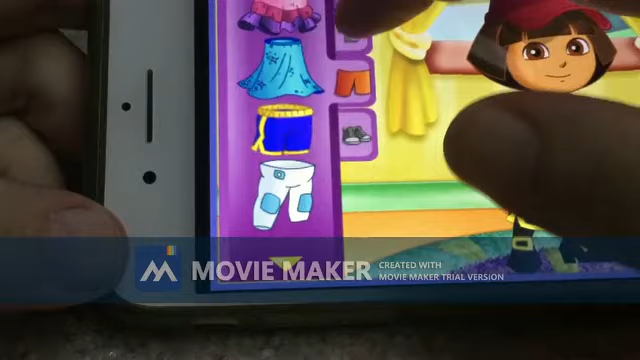 MOVIE MAKER
CREATED WITH
MOVIE MAKER TRIAL VERSION